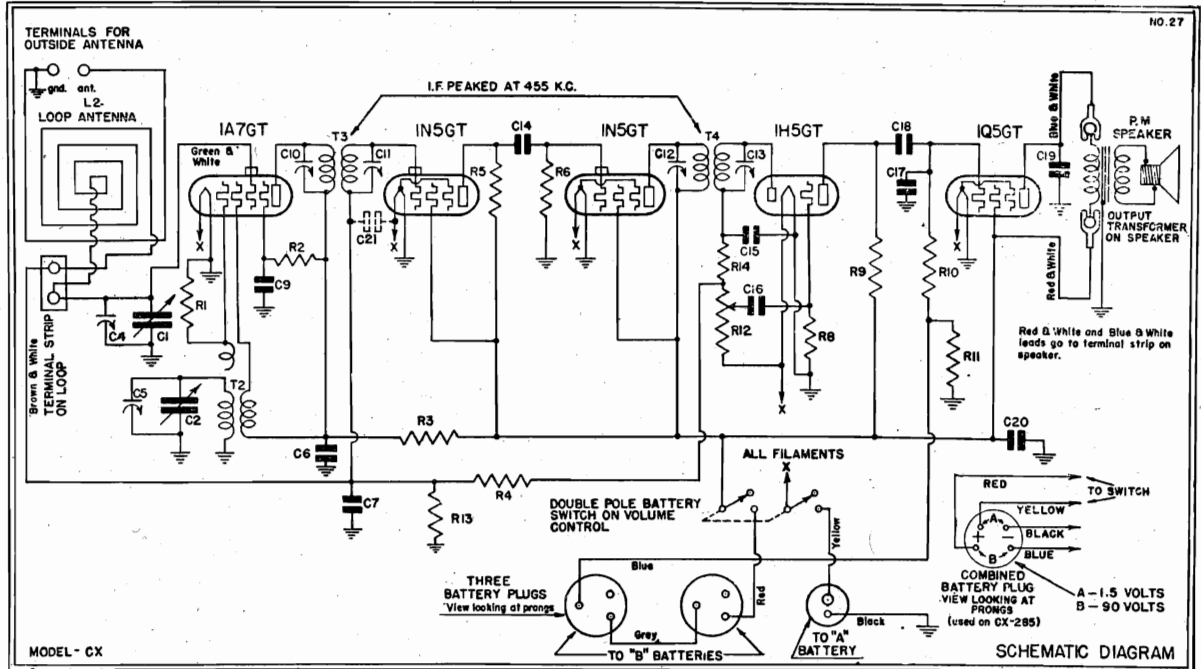 NO. 27
TERMINALS FOR
OUTSIDE ANTENNA
gnd. ant.
L2-
LOOP ANTENNA
I.F. PEAKED AT 455 K.C.
1A7GT
T3
1N5GT
C14
1N5GT
T4
1H5GT
C18
1Q5GT
Blue & White
P.M
SPEAKER
Green &
White
C10
C11
R5
R6
C12
C13
C17
C19
X
X
X
X
C21
OUTPUT
TRANSFORMER
ON SPEAKER
R2
C9
C15
R14
C16
R9
R10
Red & White
R1
C4
C1
R12
R8
R11
Red & White and Blue & White
leads go to terminal strip on
speaker.
Brown & White
TERMINAL STRIP
ON LOOP
C5
C2
T2
X
R3
C6
C20
ALL FILAMENTS
X
R4
C7
R13
DOUBLE POLE BATTERY
SWITCH ON VOLUME
CONTROL
RED
TO SWITCH
YELLOW
BLACK
BLUE
A
+ -
B
Yellow
Blue
Red
THREE
BATTERY PLUGS
View looking at prongs
COMBINED
BATTERY PLUG
VIEW LOOKING AT
PRONGS
(used on CX-285)
A-1.5 VOLTS
B-90 VOLTS
Grey
Black
TO "B" BATTERIES
TO "A"
BATTERY
MODEL- CX
SCHEMATIC DIAGRAM